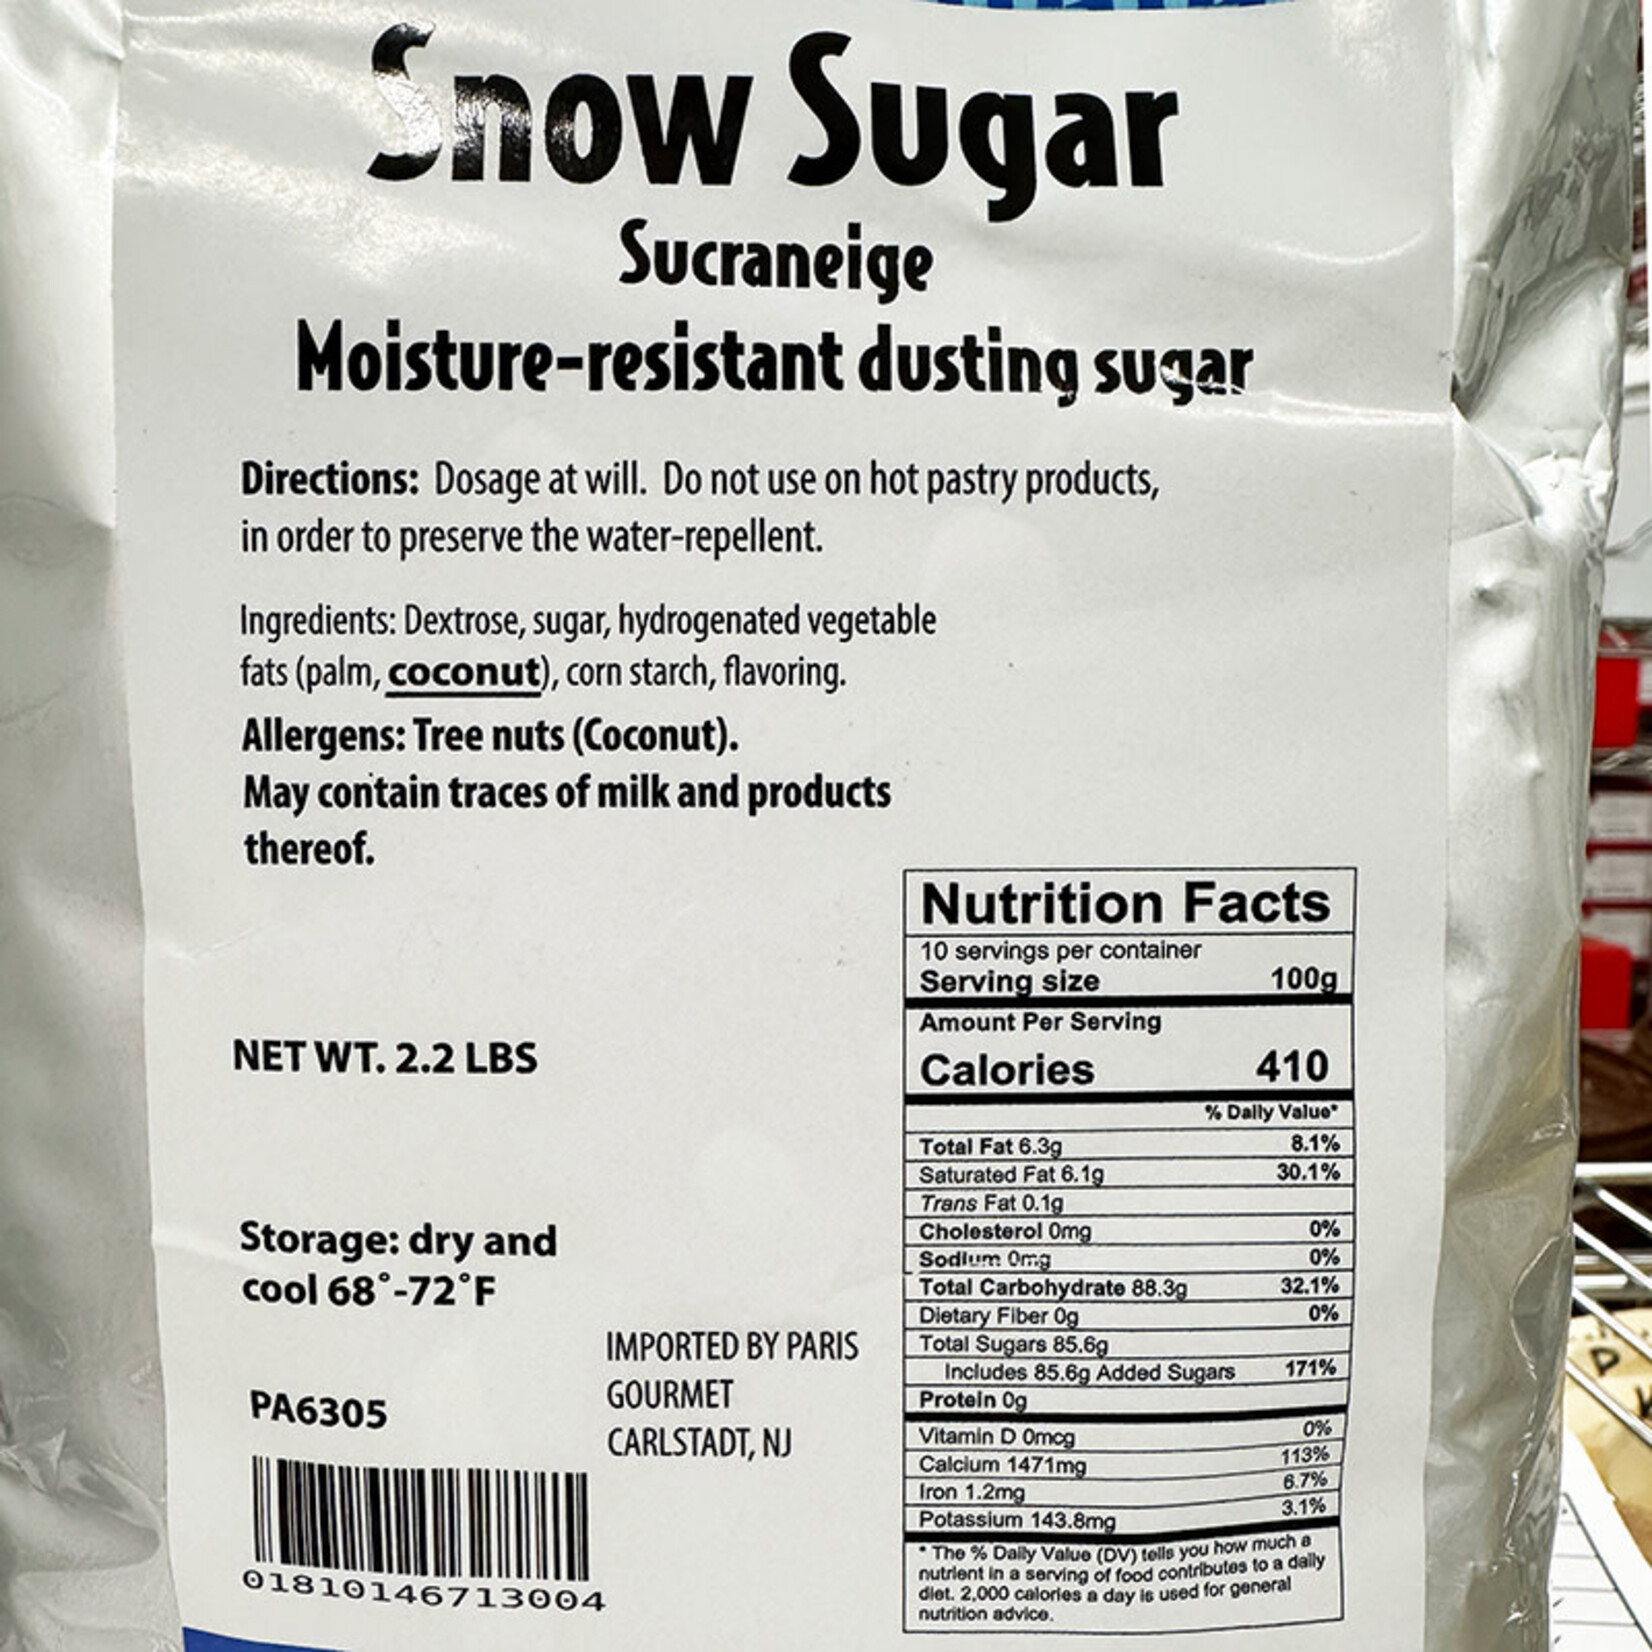 Snow Sugar
Sucraneige
Moisture-resistant dusting sugar
Directions: Dosage at will. Do not use on hot pastry products,
in order to preserve the water-repellent.
Ingredients: Dextrose, sugar, hydrogenated vegetable
fats (palm, coconut), corn starch, flavoring.
Allergens: Tree nuts (Coconut).
May contain traces of milk and products
thereof.
NET WT. 2.2 LBS
Storage: dry and
cool 68°-72°F
PA6305
01810146713004
IMPORTED BY PARIS
GOURMET
CARLSTADT, NJ
Nutrition Facts
10 servings per container
Serving size 100g
Amount Per Serving
Calories 410
% Daily Value*
Total Fat 6.3g 8.1%
Saturated Fat 6.1g 30.1%
Trans Fat 0.1g
Cholesterol 0mg 0%
Sodium 0mg 0%
Total Carbohydrate 88.3g 32.1%
Dietary Fiber 0g 0%
Total Sugars 85.6g
Includes 85.6g Added Sugars 171%
Protein 0g
Vitamin D 0mcg 0%
Calcium 1471mg 113%
Iron 1.2mg 6.7%
Potassium 143.8mg 3.1%
* The % Daily Value (DV) tells you how much a
nutrient in a serving of food contributes to a daily
diet. 2,000 calories a day is used for general
nutrition advice.